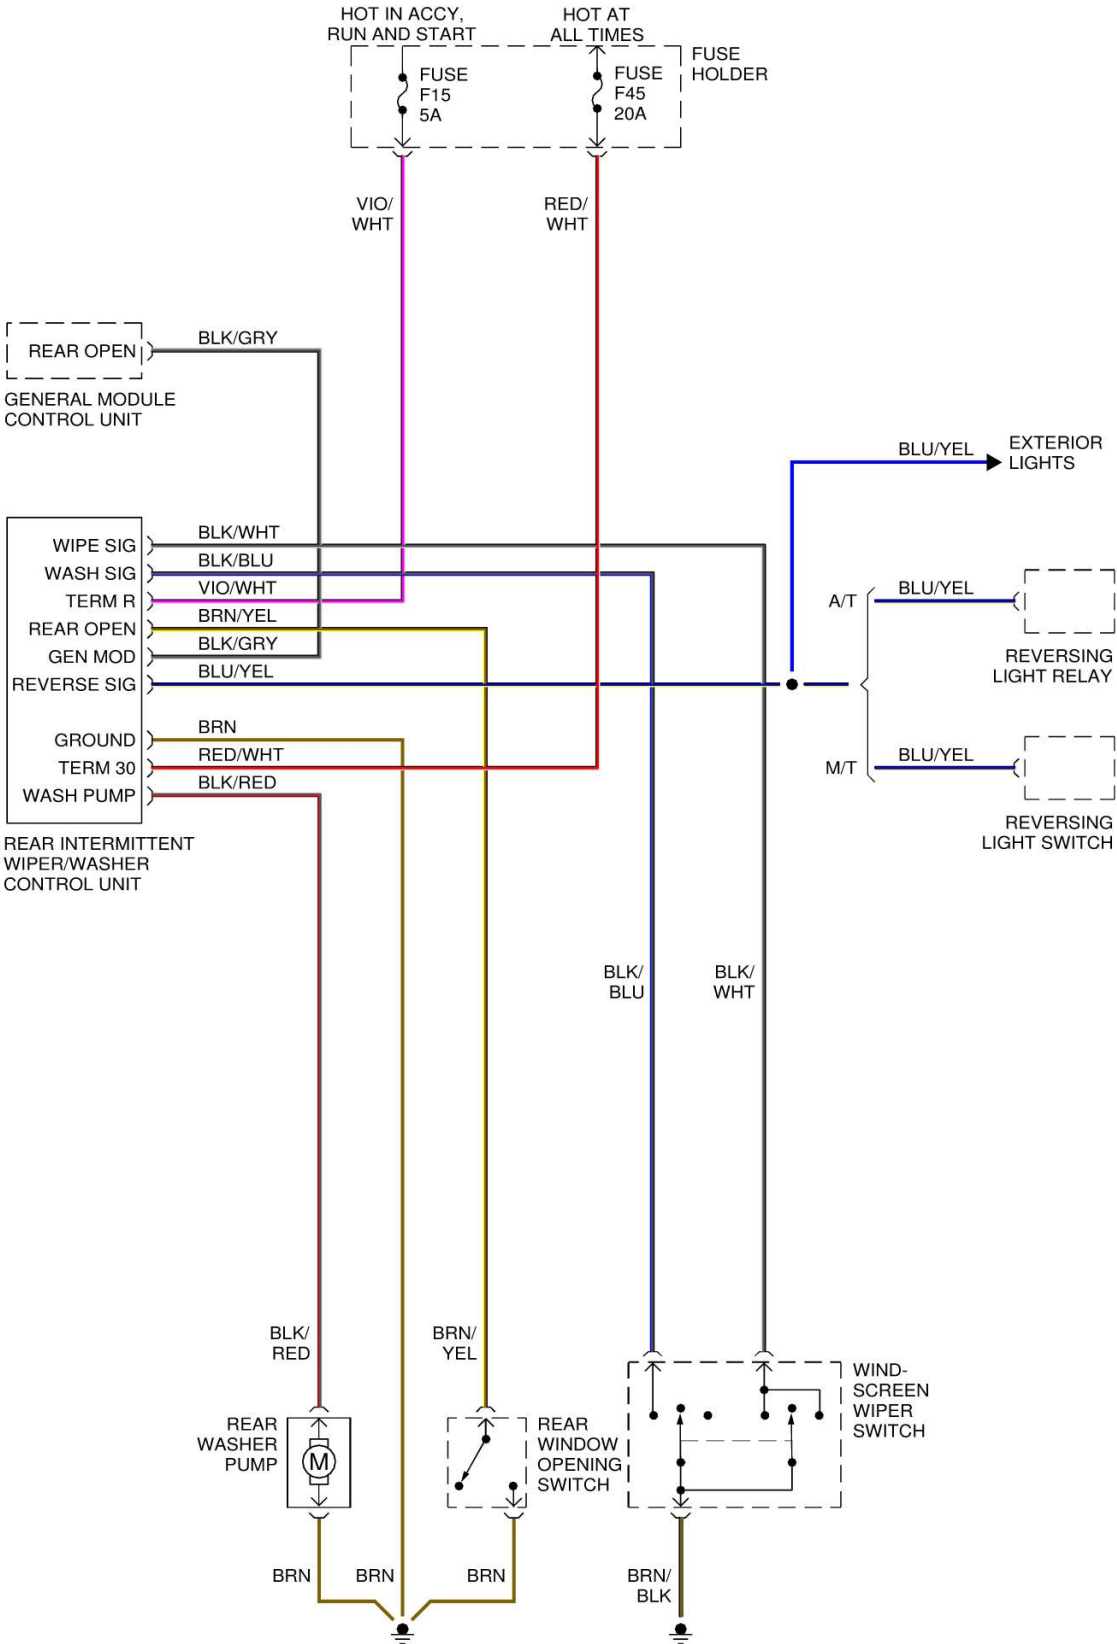 HOT IN ACCY,
RUN AND START
HOT AT
ALL TIMES
FUSE
HOLDER
FUSE
F15
5A
FUSE
F45
20A
VIO/
WHT
RED/
WHT
REAR OPEN
BLK/GRY
GENERAL MODULE
CONTROL UNIT
BLU/YEL
EXTERIOR
LIGHTS
WIPE SIG
BLK/WHT
WASH SIG
BLK/BLU
TERM R
VIO/WHT
REAR OPEN
BRN/YEL
GEN MOD
BLK/GRY
REVERSE SIG
BLU/YEL
GROUND
BRN
TERM 30
RED/WHT
WASH PUMP
BLK/RED
REAR INTERMITTENT
WIPER/WASHER
CONTROL UNIT
A/T
BLU/YEL
REVERSING
LIGHT RELAY
M/T
BLU/YEL
REVERSING
LIGHT SWITCH
BLK/
BLU
BLK/
WHT
BLK/
RED
BRN/
YEL
REAR
WASHER
PUMP
M
REAR
WINDOW
OPENING
SWITCH
WIND-
SCREEN
WIPER
SWITCH
BRN
BRN
BRN
BRN/
BLK